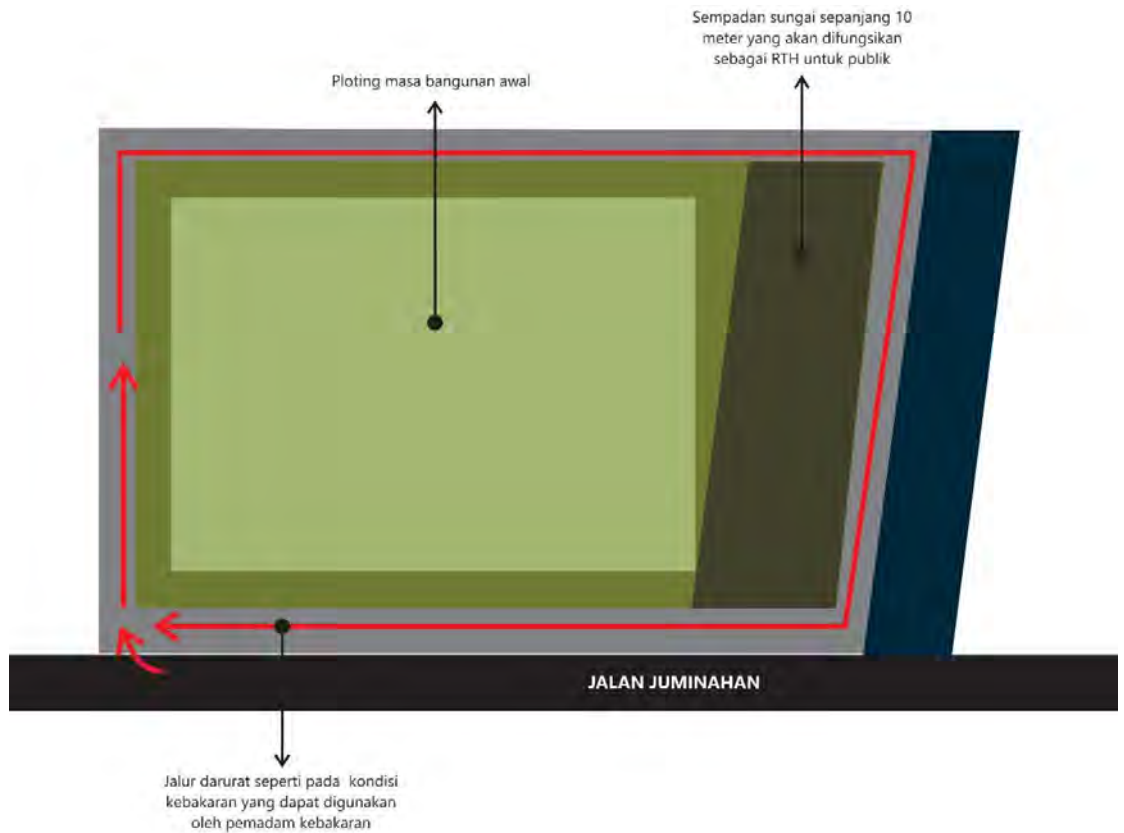 Sempadan sungai sepanjang 10
meter yang akan difungsikan
sebagai RTH untuk publik
Ploting masa bangunan awal
JALAN JUMINAHAN
Jalur darurat seperti pada kondisi
kebakaran yang dapat digunakan
oleh pemadam kebakaran